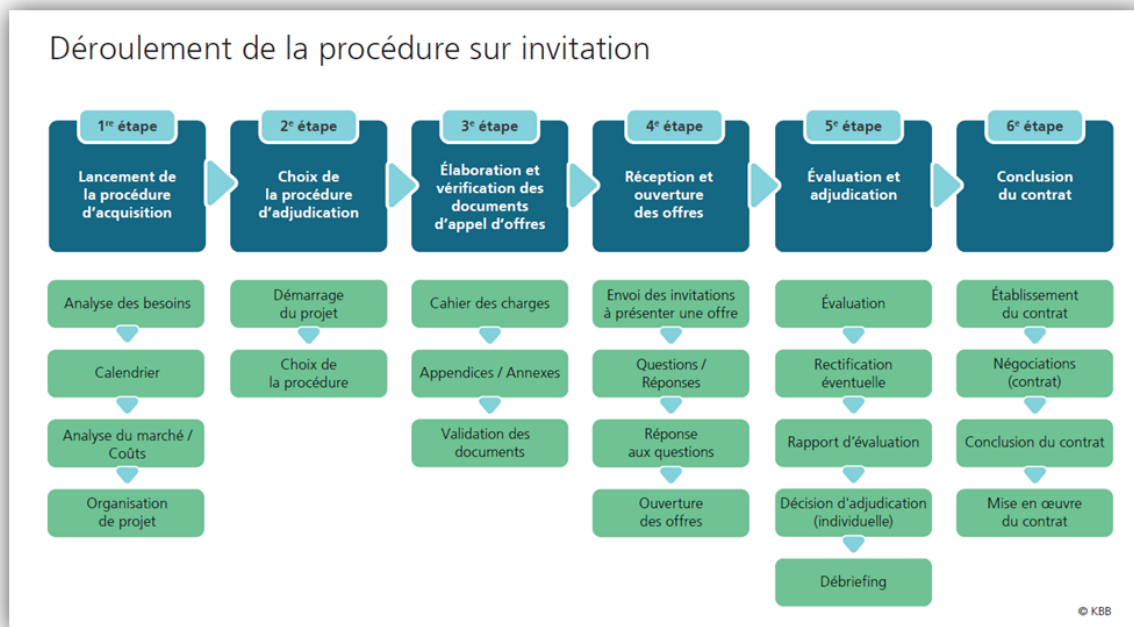 Déroulement de la procédure sur invitation
1re étape
Lancement de
la procédure
d'acquisition
2e étape
Choix de
la procédure
d'adjudication
3e étape
Élaboration et
vérification des
documents
d'appel d'offres
4e étape
Réception et
ouverture
des offres
5e étape
Évaluation et
adjudication
6e étape
Conclusion
du contrat
Analyse des besoins
Calendrier
Analyse du marché /
Coûts
Organisation
de projet
Démarrage
du projet
Choix de
la procédure
Cahier des charges
Appendices / Annexes
Validation des
documents
Envoi des invitations
à présenter une offre
Questions /
Réponses
Réponse
aux questions
Ouverture
des offres
Évaluation
Rectification
éventuelle
Rapport d'évaluation
Décision d'adjudication
(individuelle)
Débriefing
Établissement
du contrat
Négociations
(contrat)
Conclusion du contrat
Mise en œuvre
du contrat
© KBB